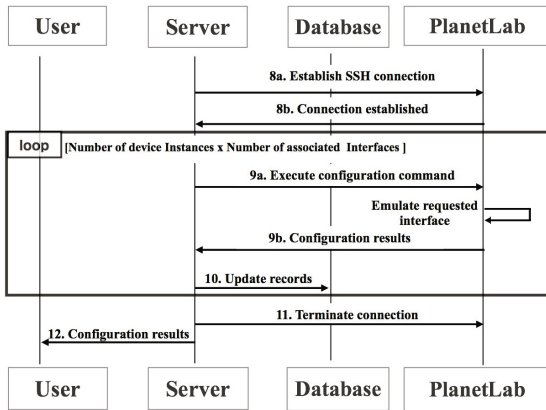 User Server Database PlanetLab
8a. Establish SSH connection
8b. Connection established
loop [Number of device Instances x Number of associated Interfaces ]
9a. Execute configuration command
Emulate requested
interface
9b. Configuration results
10. Update records
11. Terminate connection
12. Configuration results
User Server Database PlanetLab